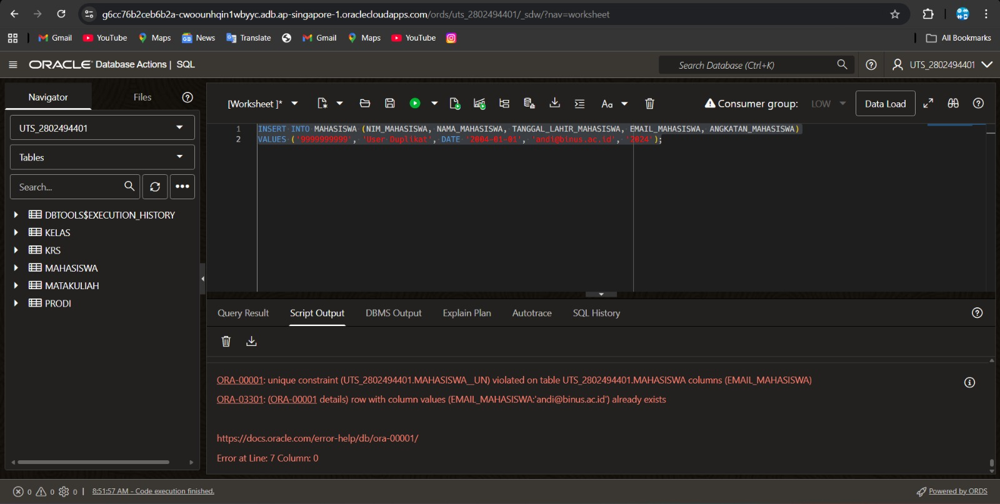 g6cc76b2ceb6b2a-cwoounhqin1wbyyc.adb.ap-singapore-1.oraclecloudapps.com/ords/uts_2802494401/_sdw/?nav=worksheet
Gmail YouTube Maps News Translate Gmail Maps YouTube All Bookmarks
ORACLE Database Actions | SQL Search Database (Ctrl+K) UTS_2802494401
Navigator Files
[Worksheet ]* Aa Consumer group: LOW Data Load
UTS_2802494401
Tables
Search...
DBTOOLS$EXECUTION_HISTORY
KELAS
KRS
MAHASISWA
MATAKULIAH
PRODI
1 INSERT INTO MAHASISWA (NIM_MAHASISWA, NAMA_MAHASISWA, TANGGAL_LAHIR_MAHASISWA, EMAIL_MAHASISWA, ANGKATAN_MAHASISWA)
2 VALUES ('9999999999', 'User Duplikat', DATE '2004-01-01', 'andi@binus.ac.id', '2024');
Query Result Script Output DBMS Output Explain Plan Autotrace SQL History
ORA-00001: unique constraint (UTS_2802494401.MAHASISWA__UN) violated on table UTS_2802494401.MAHASISWA columns (EMAIL_MAHASISWA)
ORA-03301: (ORA-00001 details) row with column values (EMAIL_MAHASISWA:'andi@binus.ac.id') already exists
https://docs.oracle.com/error-help/db/ora-00001/
Error at Line: 7 Column: 0
0 0 0 | 8:51:57 AM - Code execution finished. Powered by ORDS